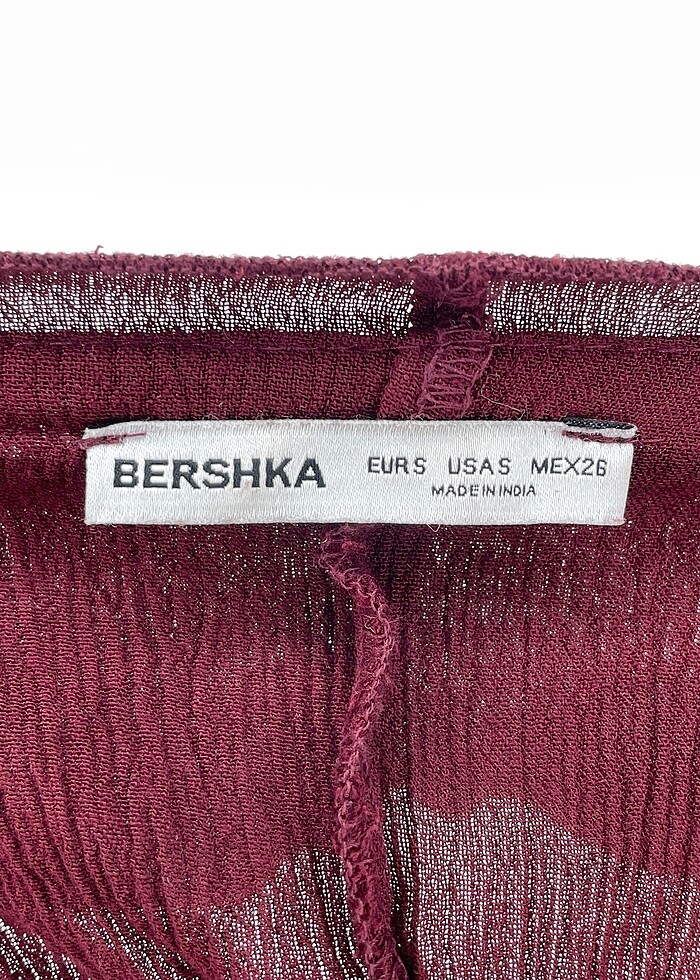 BERSHKA EUR S USA S MEX 26
MADE IN INDIA